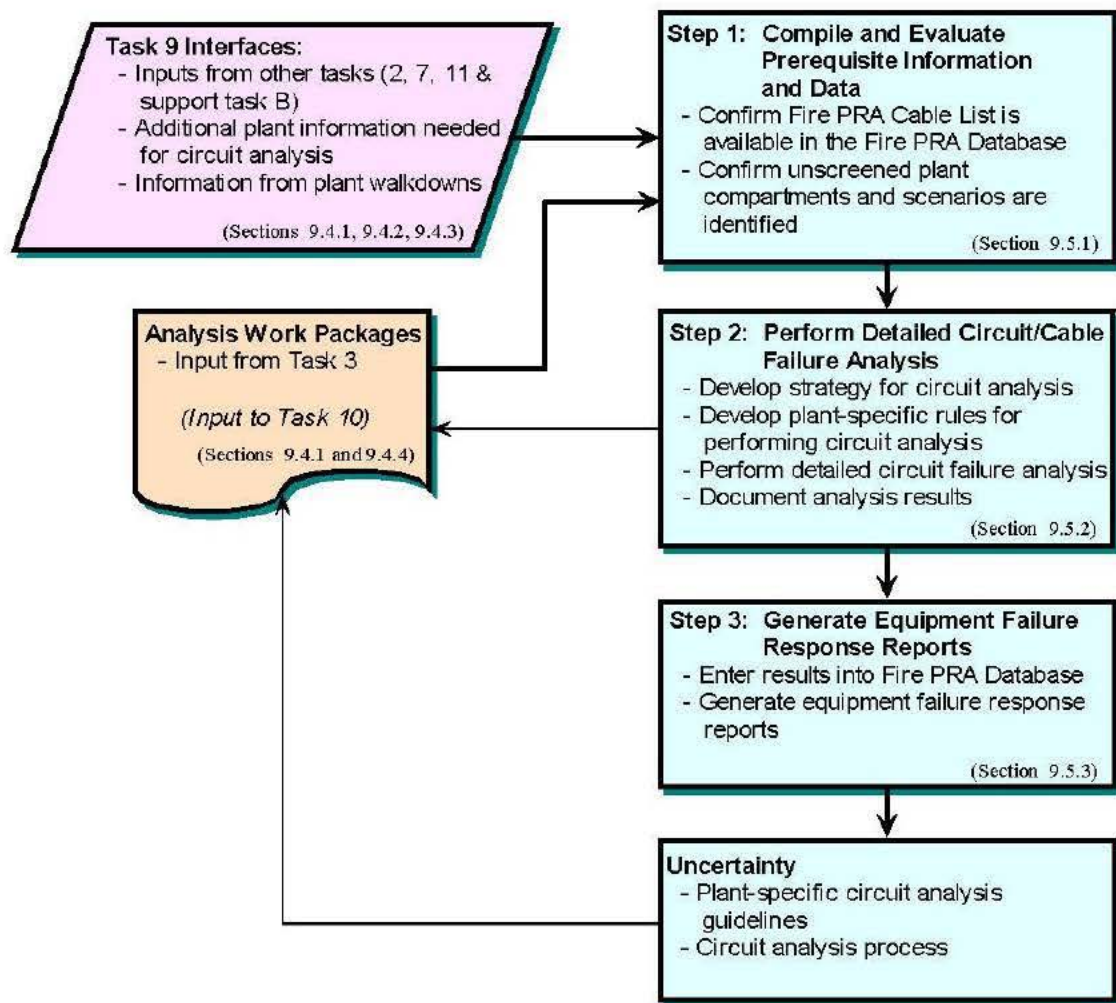 Task 9 Interfaces:
- Inputs from other tasks (2, 7, 11 &
support task B)
- Additional plant information needed
for circuit analysis
- Information from plant walkdowns
(Sections 9.4.1, 9.4.2, 9.4.3)
Step 1: Compile and Evaluate
Prerequisite Information
and Data
- Confirm Fire PRA Cable List is
available in the Fire PRA Database
- Confirm unscreened plant
compartments and scenarios are
identified
(Section 9.5.1)
Analysis Work Packages
- Input from Task 3
(Input to Task 10)
(Sections 9.4.1 and 9.4.4)
Step 2: Perform Detailed Circuit/Cable
Failure Analysis
- Develop strategy for circuit analysis
- Develop plant-specific rules for
performing circuit analysis
- Perform detailed circuit failure analysis
- Document analysis results
(Section 9.5.2)
Step 3: Generate Equipment Failure
Response Reports
- Enter results into Fire PRA Database
- Generate equipment failure response
reports
(Section 9.5.3)
Uncertainty
- Plant-specific circuit analysis
guidelines
- Circuit analysis process